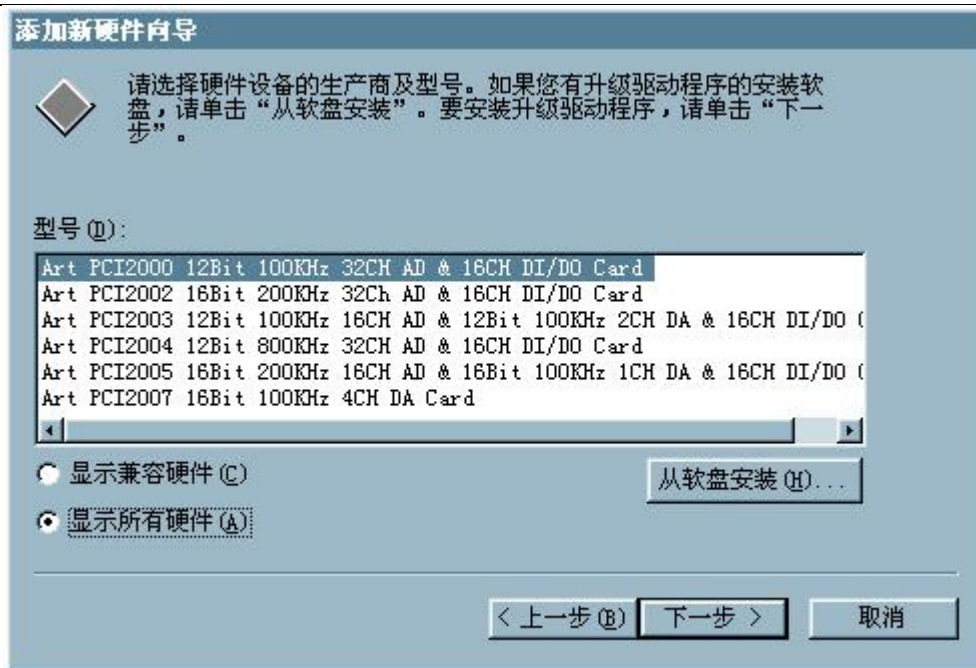 添加新硬件向导
请选择硬件设备的生产商及型号。如果您有升级驱动程序的安装软
盘，请单击“从软盘安装”。要安装升级驱动程序，请单击“下一
步”。
型号(D):
Art PCI2000 12Bit 100KHz 32CH AD & 16CH DI/DO Card
Art PCI2002 16Bit 200KHz 32Ch AD & 16CH DI/DO Card
Art PCI2003 12Bit 100KHz 16CH AD & 12Bit 100KHz 2CH DA & 16CH DI/DO
Art PCI2004 12Bit 800KHz 32CH AD & 16CH DI/DO Card
Art PCI2005 16Bit 200KHz 16CH AD & 16Bit 100KHz 1CH DA & 16CH DI/DO
Art PCI2007 16Bit 100KHz 4CH DA Card
显示兼容硬件(C)
从软盘安装(H)...
显示所有硬件(A)
< 上一步(B) 下一步 > 取消